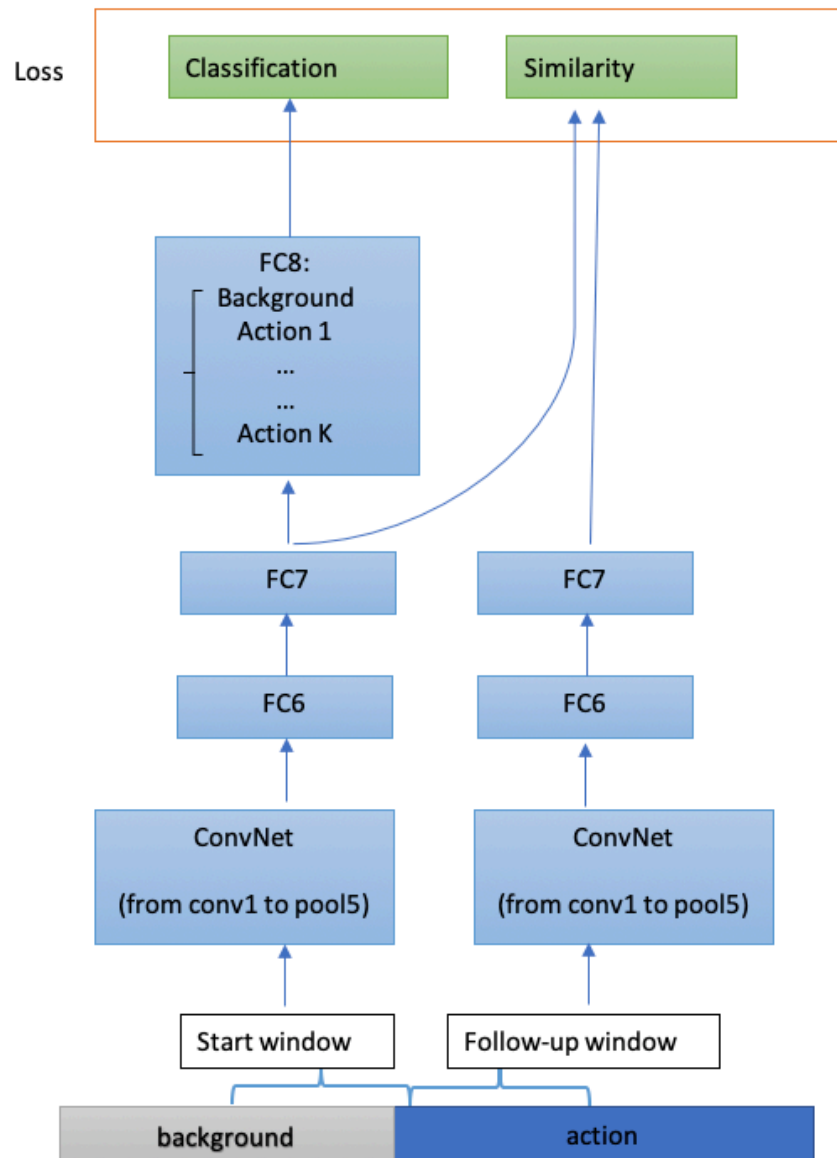 Loss
Classification
Similarity
FC8:
Background
Action 1
...
...
Action K
FC7
FC7
FC6
FC6
ConvNet
(from conv1 to pool5)
ConvNet
(from conv1 to pool5)
Start window
Follow-up window
background
action